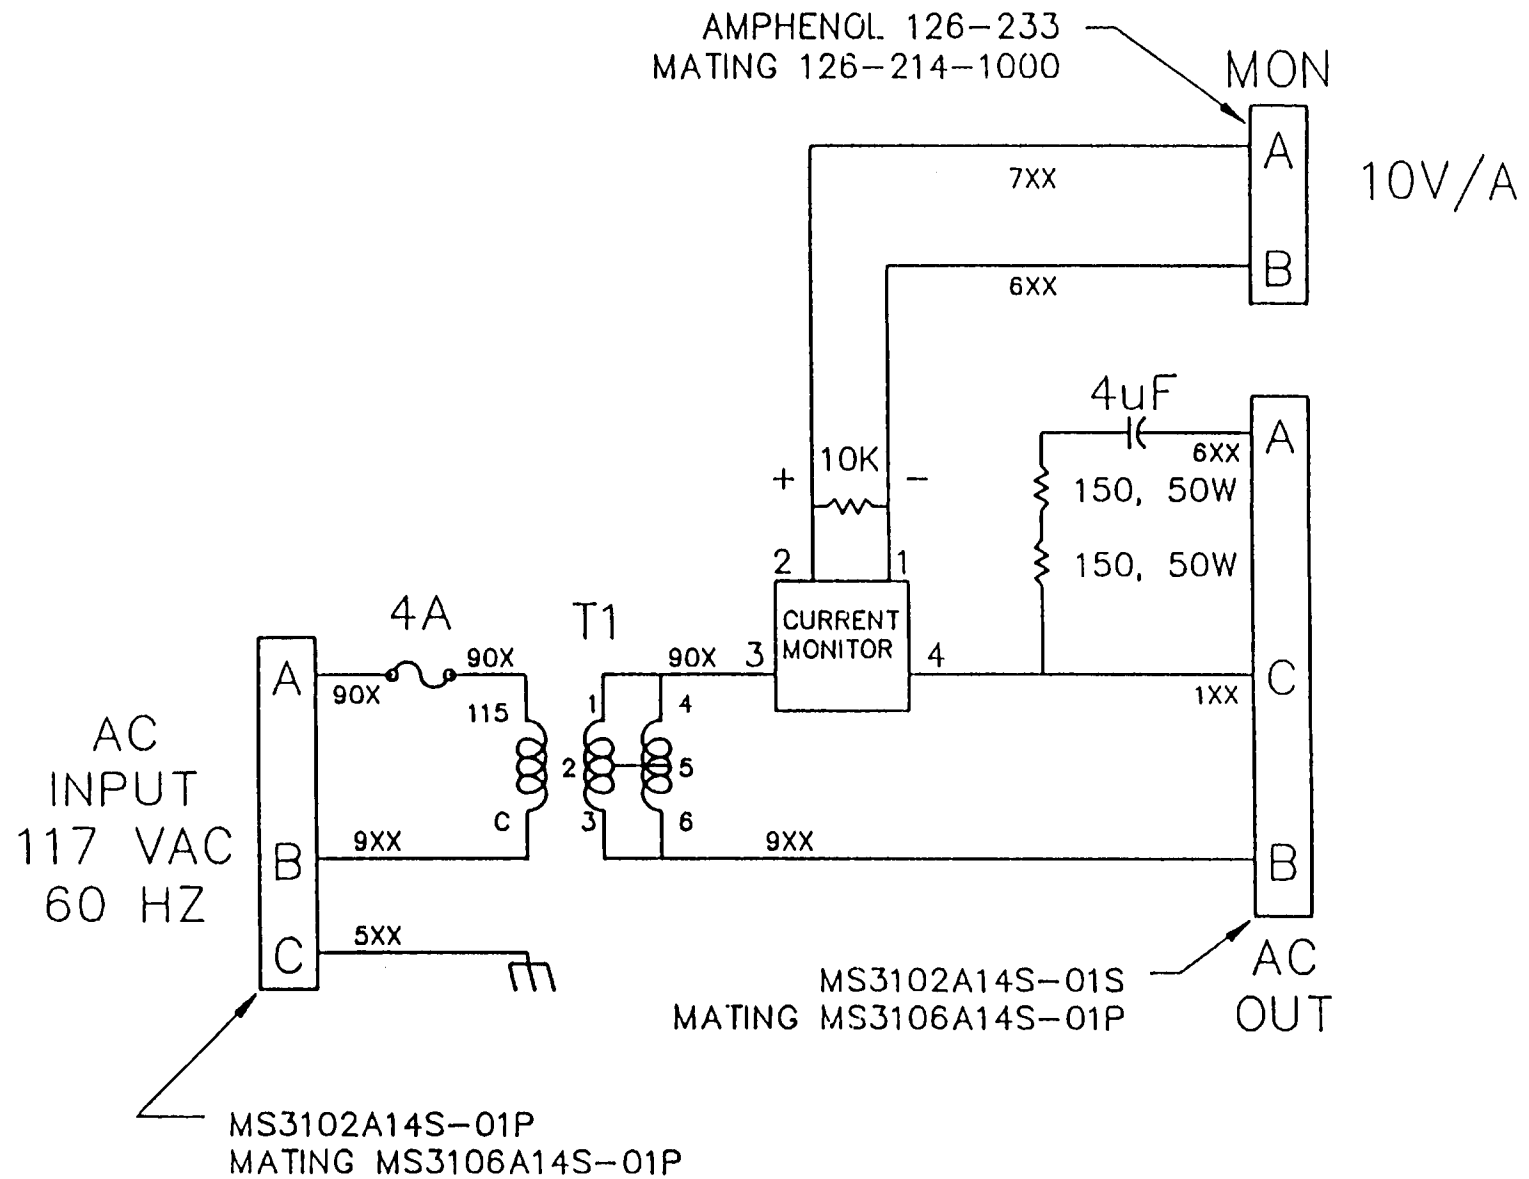 AMPHENOL 126-233
MATING 126-214-1000
MON
A
7XX
10V/A
B
6XX
4uF
A
6XX
10K
+
-
150, 50W
2
1
150, 50W
4A
T1
CURRENT
MONITOR
90X
90X
3
4
A
90X
C
1XX
115
1
4
AC
INPUT
117 VAC
60 HZ
2
5
C
3
6
9XX
9XX
B
B
5XX
C
AC
OUT
MS3102A14S-01S
MATING MS3106A14S-01P
MS3102A14S-01P
MATING MS3106A14S-01P